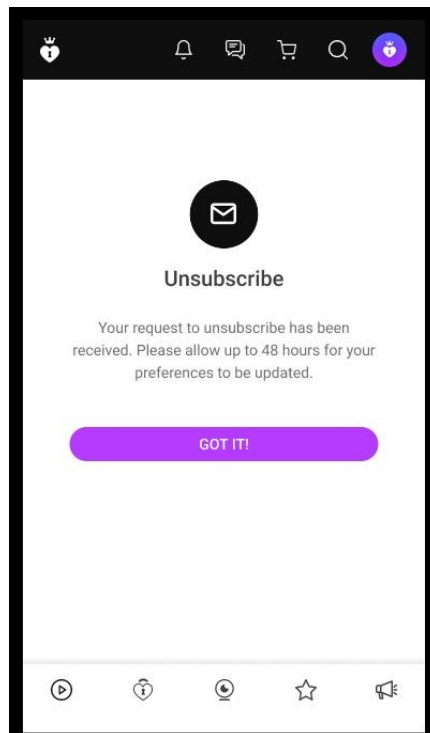 Unsubscribe
Your request to unsubscribe has been
received. Please allow up to 48 hours for your
preferences to be updated.
GOT IT!